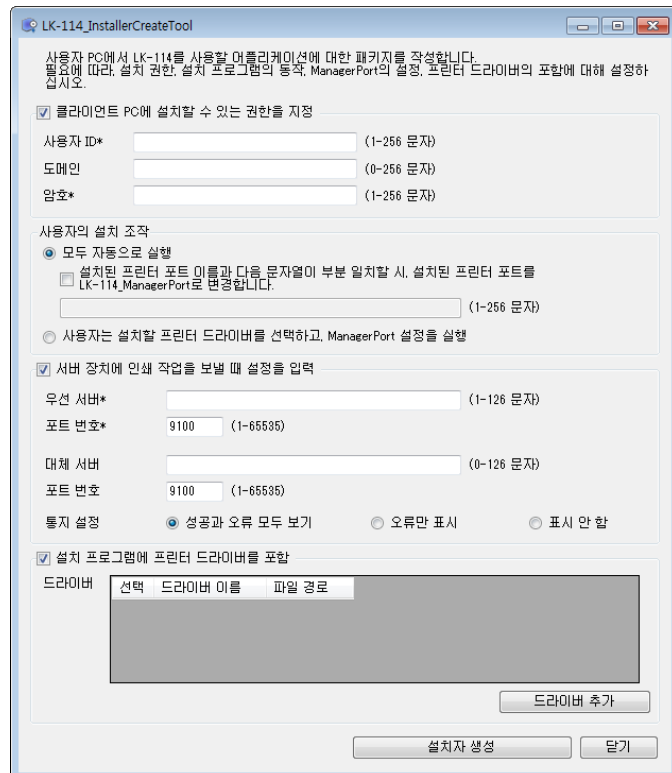 LK-114_InstallerCreateTool
사용자 PC에서 LK-114를 사용할 어플리케이션에 대한 패키지를 작성합니다.
필요에 따라, 설치 권한, 설치 프로그램의 동작, ManagerPort의 설정, 프린터 드라이버의 포함에 대해 설정하
십시오.
클라이언트 PC에 설치할 수 있는 권한을 지정
사용자 ID* (1-256 문자)
도메인 (0-256 문자)
암호* (1-256 문자)
사용자의 설치 조작
모두 자동으로 실행
설치된 프린터 포트 이름과 다음 문자열이 부분 일치할 시, 설치된 프린터 포트를
LK-114_ManagerPort로 변경합니다.
(1-256 문자)
사용자는 설치할 프린터 드라이버를 선택하고, ManagerPort 설정을 실행
서버 장치에 인쇄 작업을 보낼 때 설정을 입력
우선 서버* (1-126 문자)
포트 번호* 9100 (1-65535)
대체 서버 (0-126 문자)
포트 번호 9100 (1-65535)
통지 설정 성공과 오류 모두 보기 오류만 표시 표시 안 함
설치 프로그램에 프린터 드라이버를 포함
드라이버 선택 드라이버 이름 파일 경로
드라이버 추가
설치자 생성 닫기